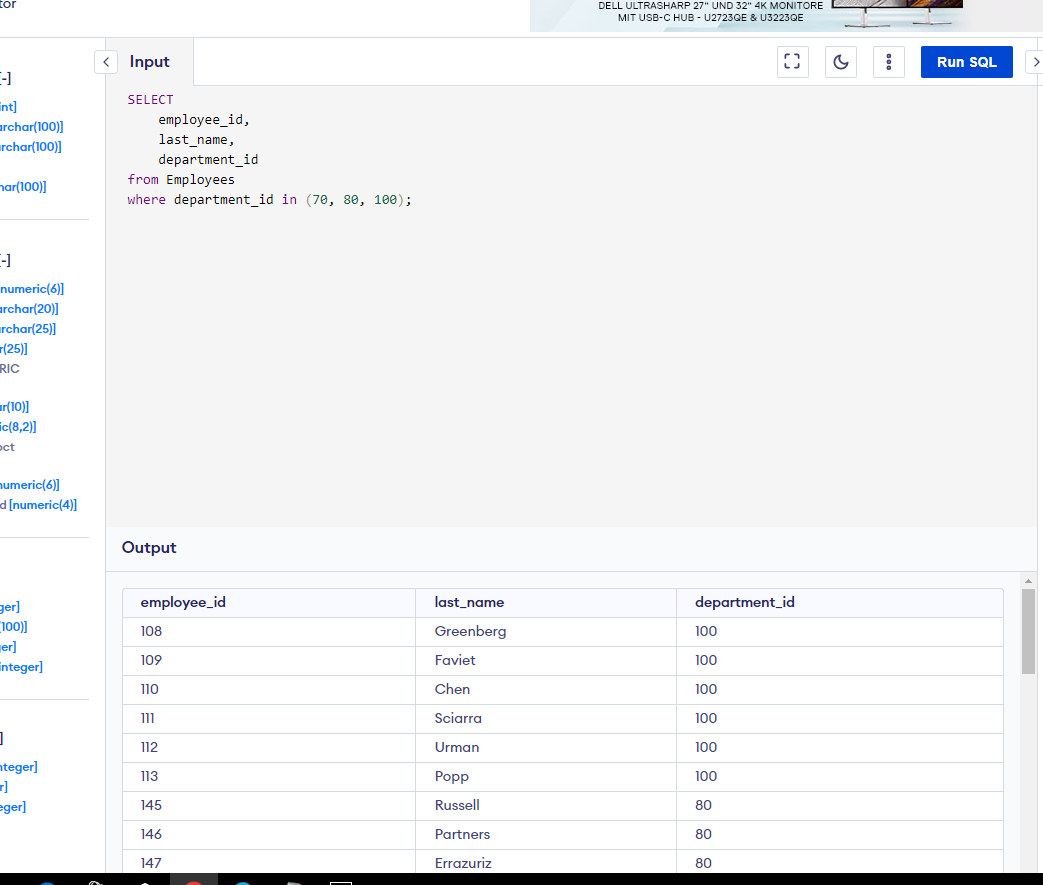 tor
DELL ULTRASHARP 27" UND 32" 4K MONITORE
MIT USB-C HUB - U2723QE & U3223QE
Input
Run SQL
[-]
int]
archar(100)]
rchar(100)]
har(100)]
[-]
numeric(6)]
archar(20)]
archar(25)]
r(25)]
RIC
ar(10)]
ic(8,2)]
oct
numeric(6)]
d [numeric(4)]
ger]
(100)]
er]
integer]
]
nteger]
r]
eger]
SELECT
employee_id,
last_name,
department_id
from Employees
where department_id in (70, 80, 100);
Output
employee_id last_name department_id
108 Greenberg 100
109 Faviet 100
110 Chen 100
111 Sciarra 100
112 Urman 100
113 Popp 100
145 Russell 80
146 Partners 80
147 Errazuriz 80